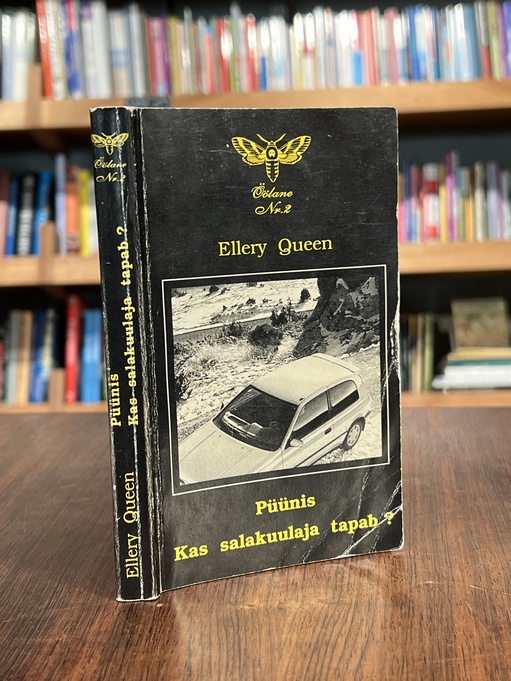 Öölane
Nr.2
Püünis
Kas salakuulaja tapab?
Ellery Queen
Öölane
Nr.2
Ellery Queen
Püünis
Kas salakuulaja tapab?